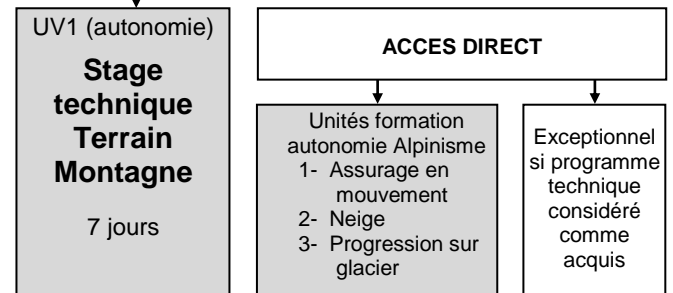 UV1 (autonomie)
Stage
technique
Terrain
Montagne
7 jours
ACCES DIRECT
Unités formation
autonomie Alpinisme
1- Assurage en
mouvement
2- Neige
3- Progression sur
glacier
Exceptionnel
si programme
technique
considéré
comme
acquis